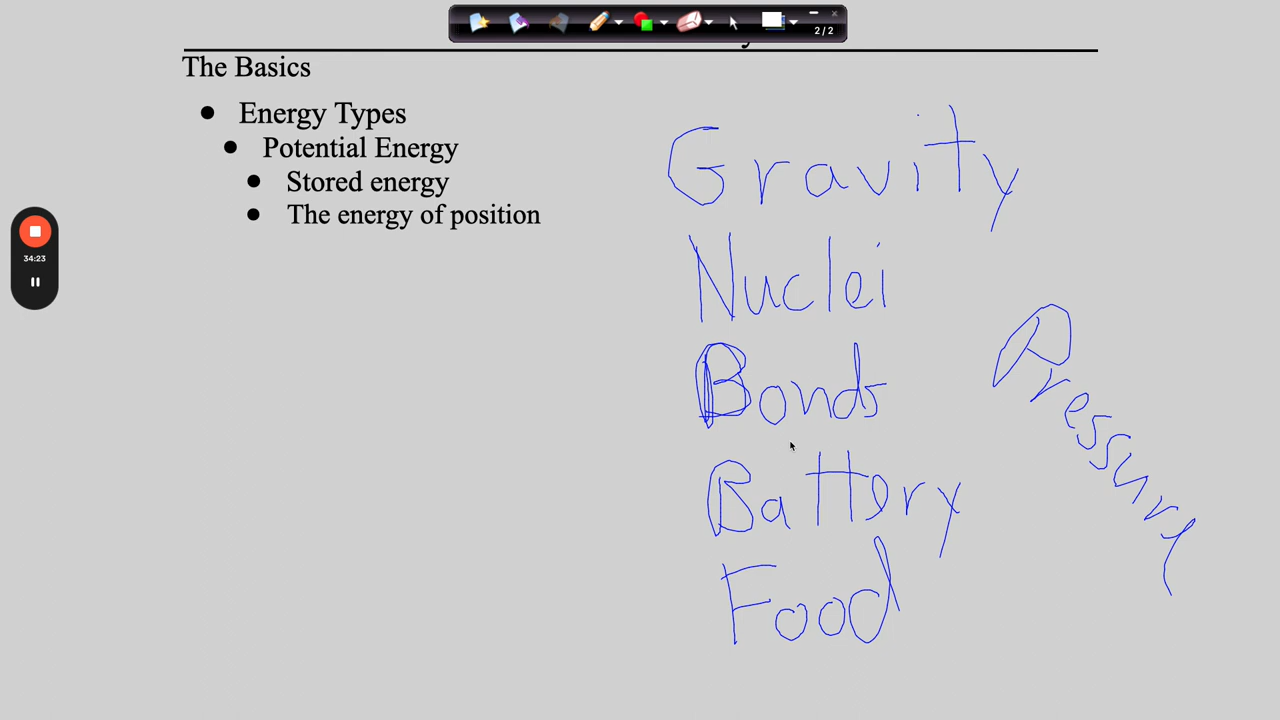 2/2
The Basics
• Energy Types
• Potential Energy
• Stored energy
• The energy of position
34:23
Gravity
Nuclei
Bonds
Battery
Food
Pressure